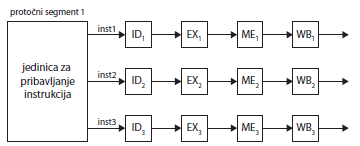 protočni segment 1
jedinica za
pribavljanje
instrukcija
inst1
ID1
EX1
ME1
WB1
inst2
ID2
EX2
ME2
WB2
inst3
ID3
EX3
ME3
WB3